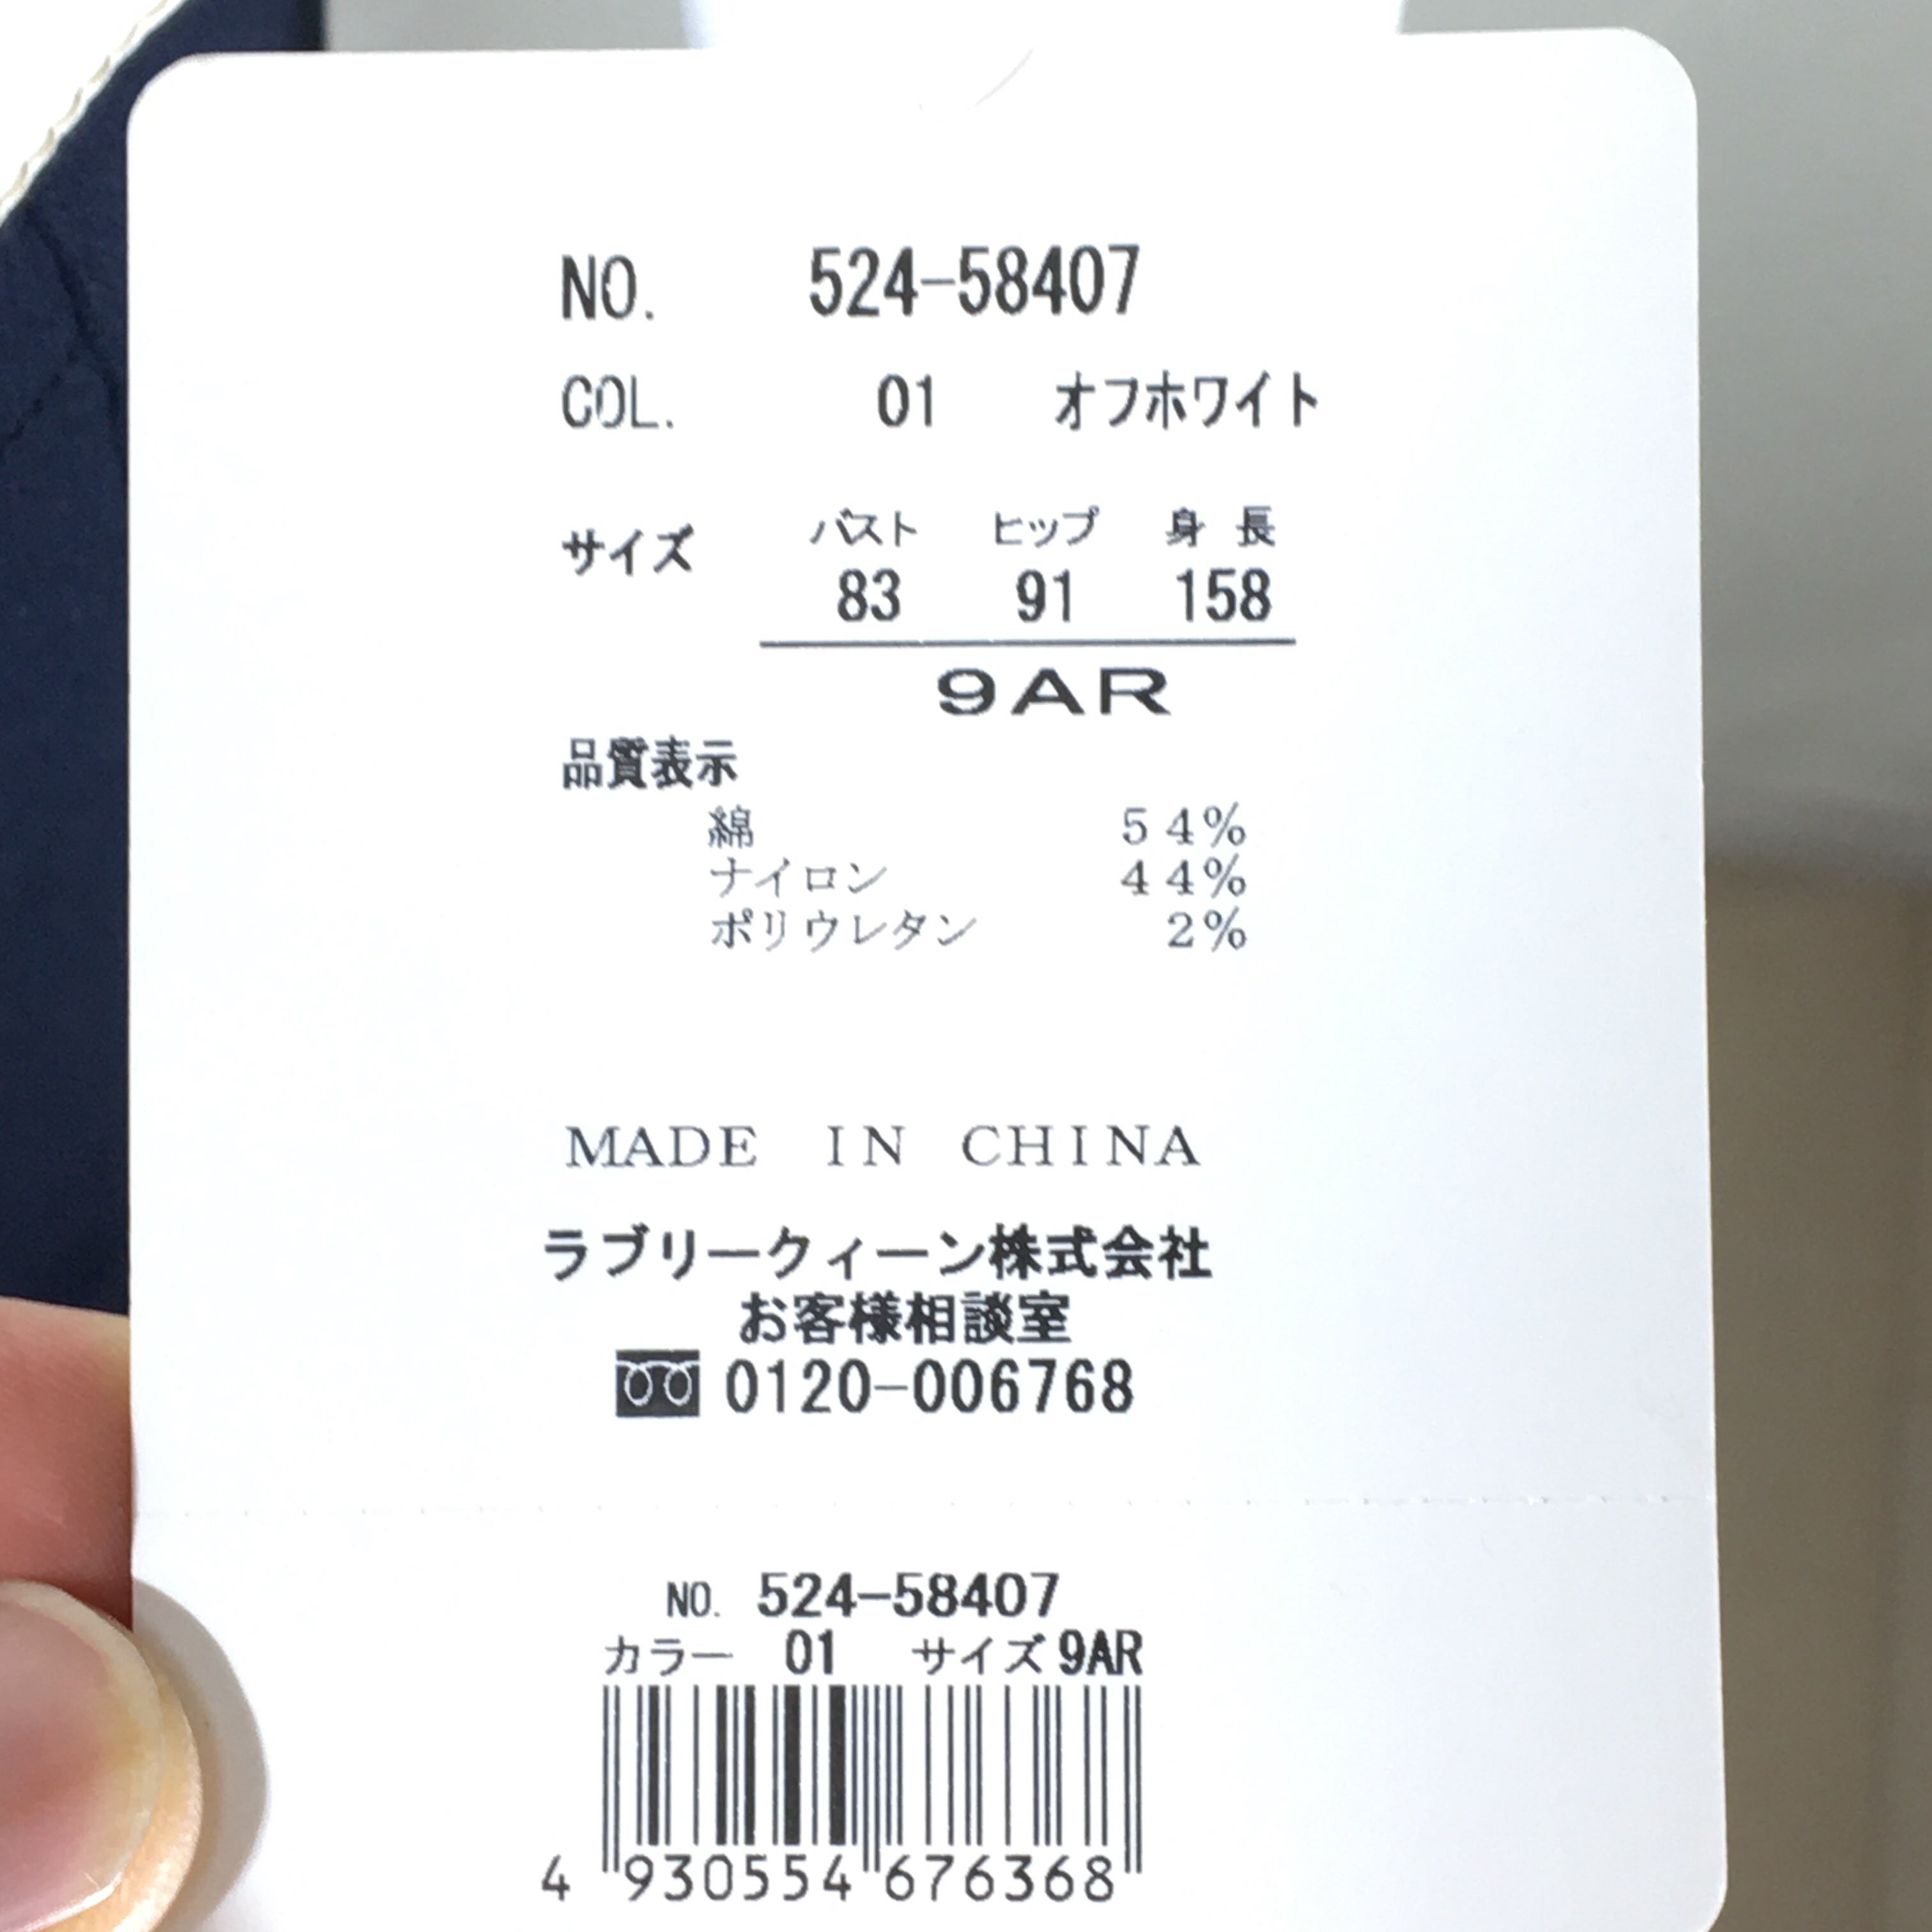 NO. 524-58407
COL. 01 オフホワイト
サイズ バスト ヒップ 身長
83 91 158
9AR
品質表示
綿 54%
ナイロン 44%
ポリウレタン 2%
MADE IN CHINA
ラブリークィーン株式会社
お客様相談室
0120-006768
NO. 524-58407
カラー 01 サイズ 9AR
4 930554 676368